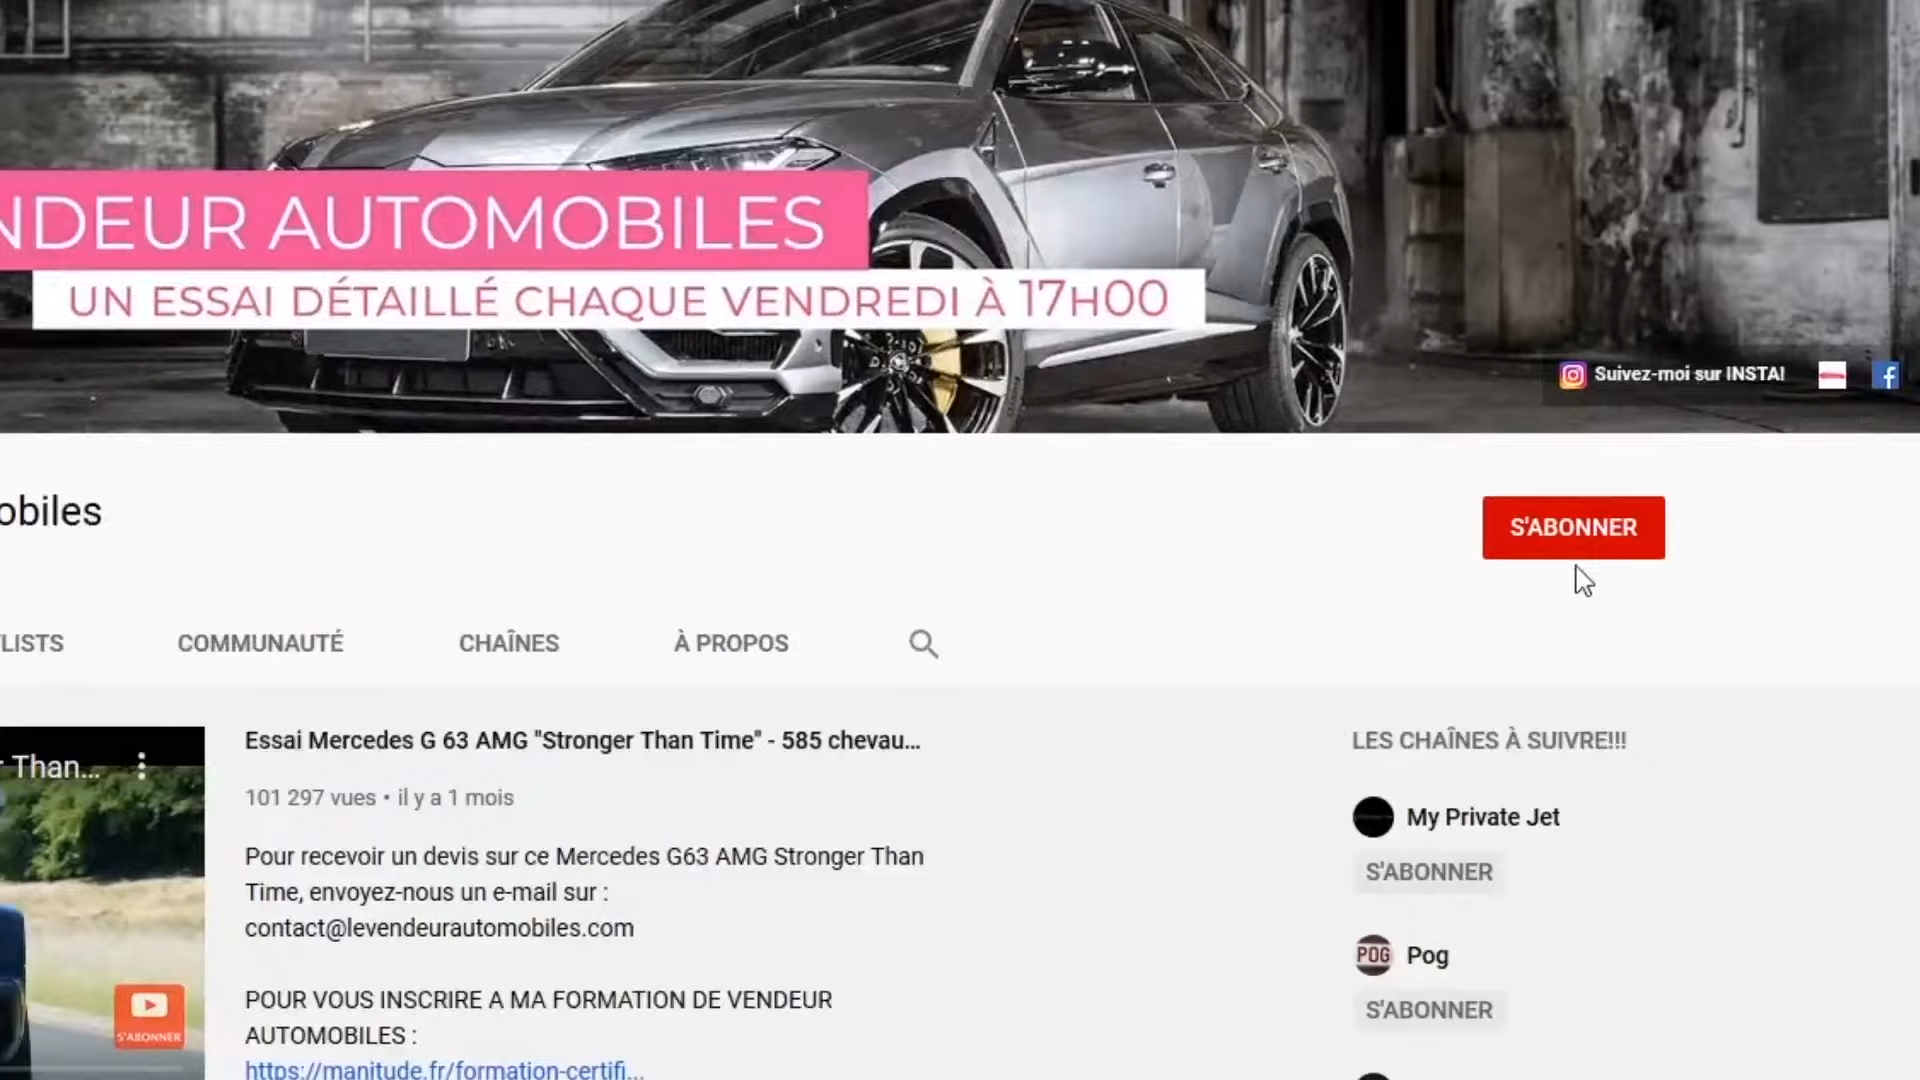 NDEUR AUTOMOBILES
UN ESSAI DÉTAILLÉ CHAQUE VENDREDI À 17H00
Suivez-moi sur INSTA!
obiles
S'ABONNER
LISTS
COMMUNAUTÉ
CHAÎNES
À PROPOS
Than...
S'ABONNER
Essai Mercedes G 63 AMG "Stronger Than Time" - 585 chevau...
101 297 vues • il y a 1 mois
Pour recevoir un devis sur ce Mercedes G63 AMG Stronger Than
Time, envoyez-nous un e-mail sur :
contact@levendeurautomobiles.com
POUR VOUS INSCRIRE A MA FORMATION DE VENDEUR
AUTOMOBILES :
https://manitude.fr/formation-certifi...
LES CHAÎNES À SUIVRE!!!
My Private Jet
S'ABONNER
POG
Pog
S'ABONNER